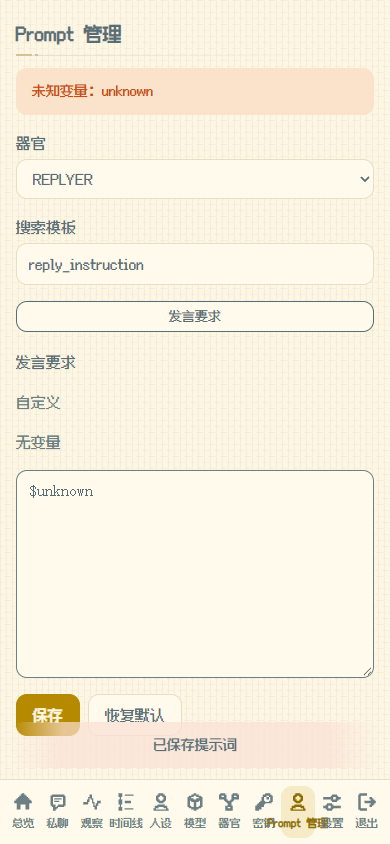 Prompt 管理
未知变量：unknown
器官
REPLYER
搜索模板
reply_instruction
发言要求
发言要求
自定义
无变量
$unknown
保存 恢复默认
已保存提示词
总览 私聊 观察 时间线 人设 模型 器官 密 Prompt 管理 置 退出